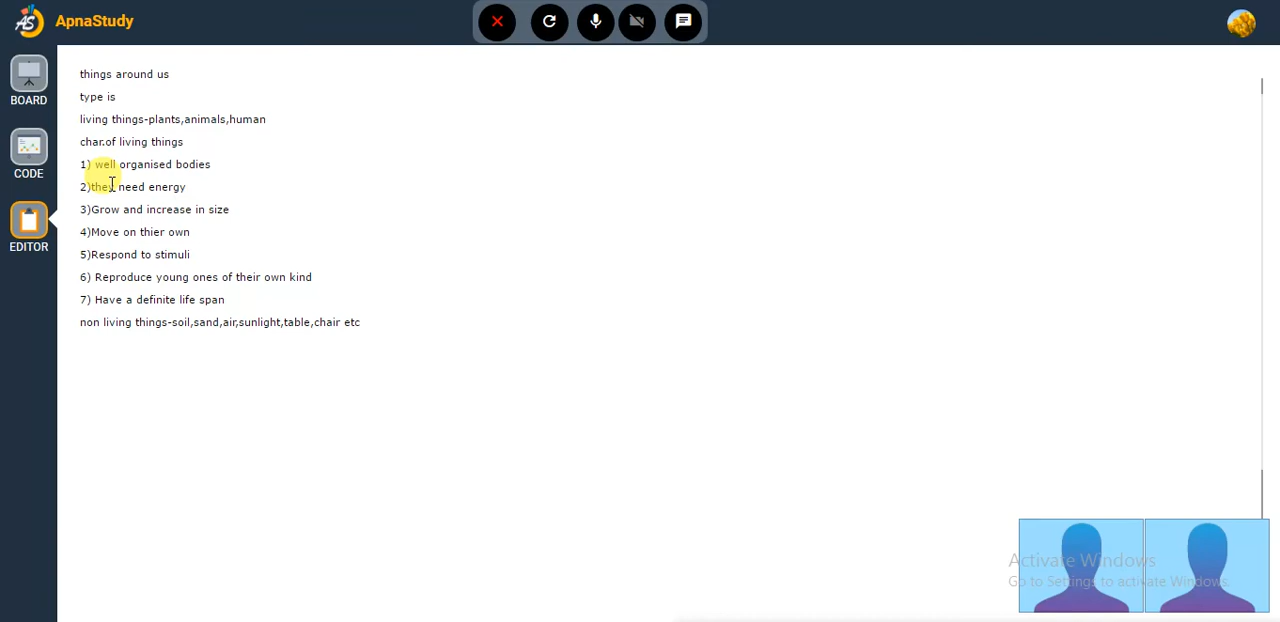 AS ApnaStudy
BOARD
CODE
EDITOR
things around us
type is
living things-plants,animals,human
char.of living things
1) well organised bodies
2)they need energy
3)Grow and increase in size
4)Move on thier own
5)Respond to stimuli
6) Reproduce young ones of their own kind
7) Have a definite life span
non living things-soil,sand,air,sunlight,table,chair etc
Activate Windows
Go to Settings to activate Windows.